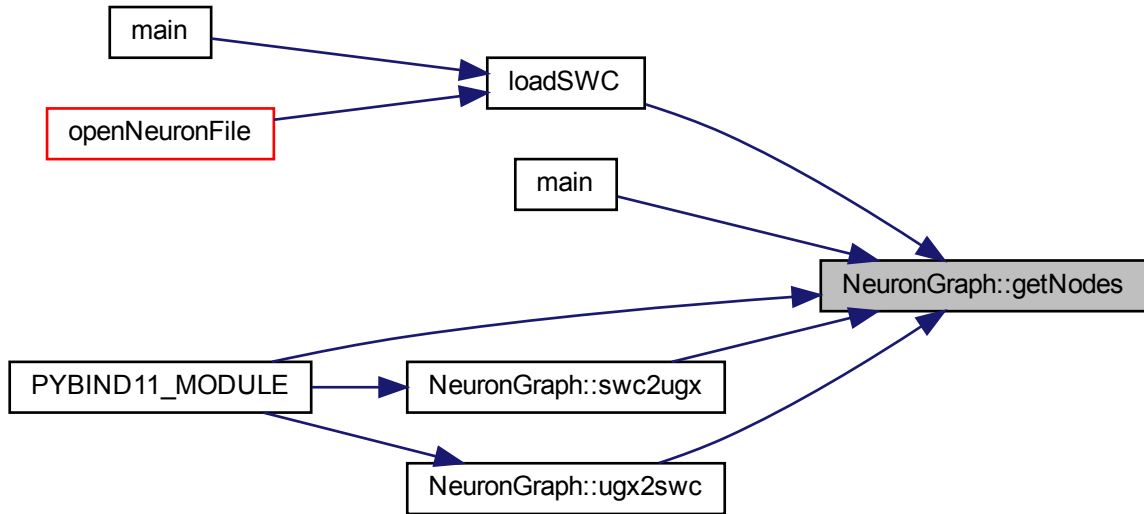 main
loadSWC
openNeuronFile
main
NeuronGraph::getNodes
PYBIND11_MODULE
NeuronGraph::swc2ugx
NeuronGraph::ugx2swc